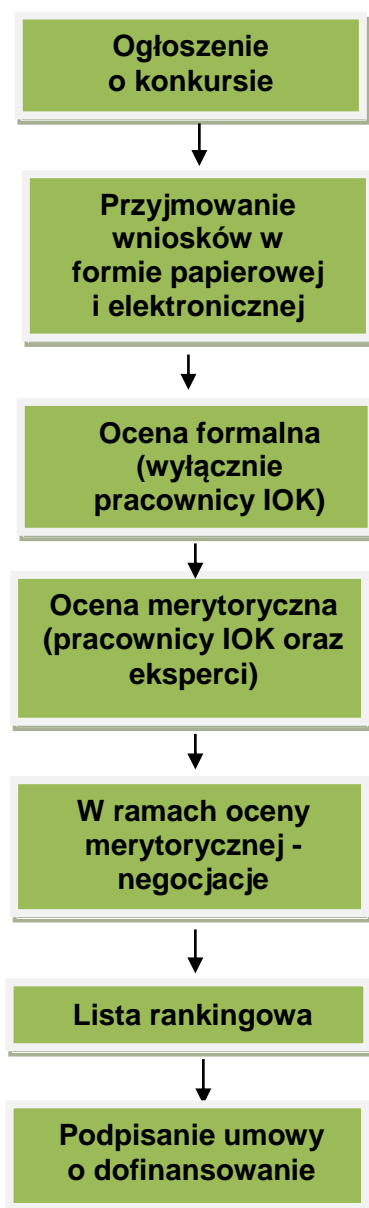 Ogłoszenie
o konkursie
Przyjmowanie
wniosków w
formie papierowej
i elektronicznej
Ocena formalna
(wyłącznie
pracownicy IOK)
Ocena merytoryczna
(pracownicy IOK oraz
eksperci)
W ramach oceny
merytorycznej -
negocjacje
Lista rankingowa
Podpisanie umowy
o dofinansowanie